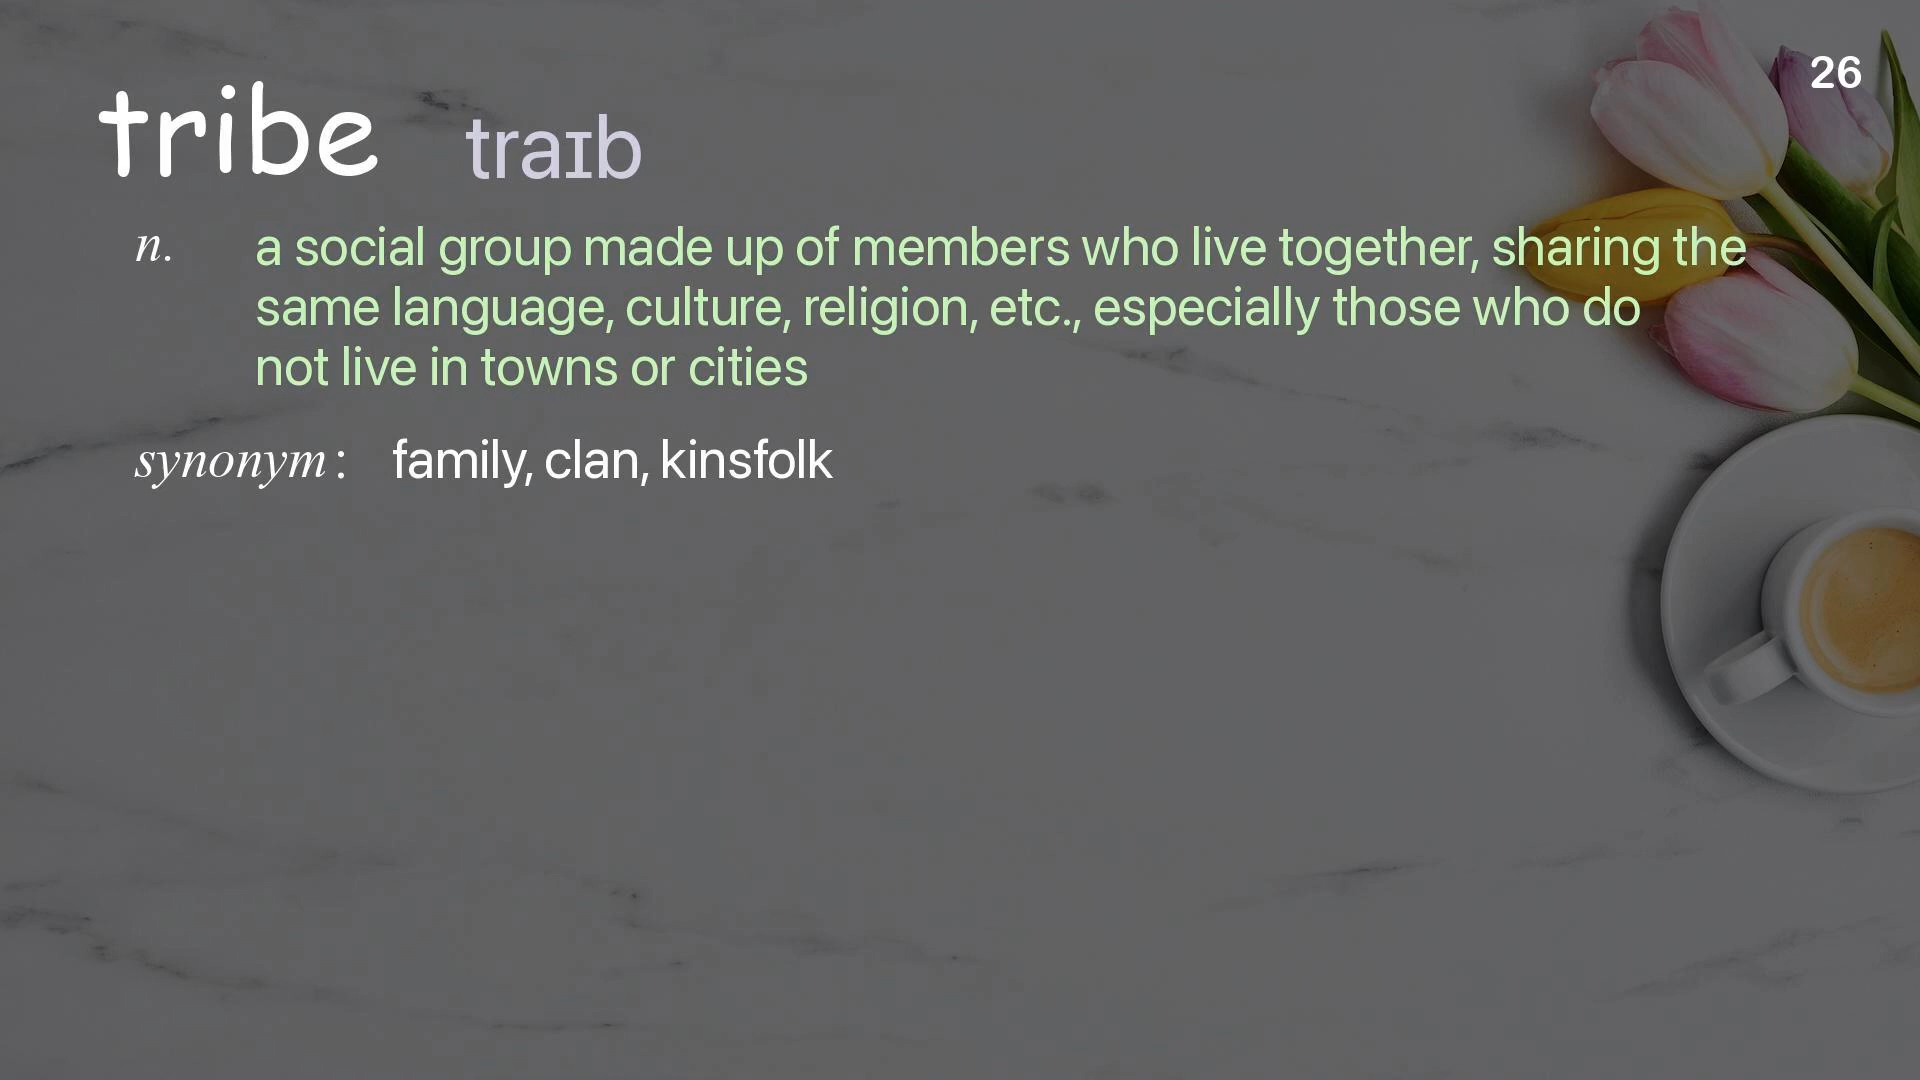 26
tribe traɪb
n. a social group made up of members who live together, sharing the
same language, culture, religion, etc., especially those who do
not live in towns or cities
synonym: family, clan, kinsfolk